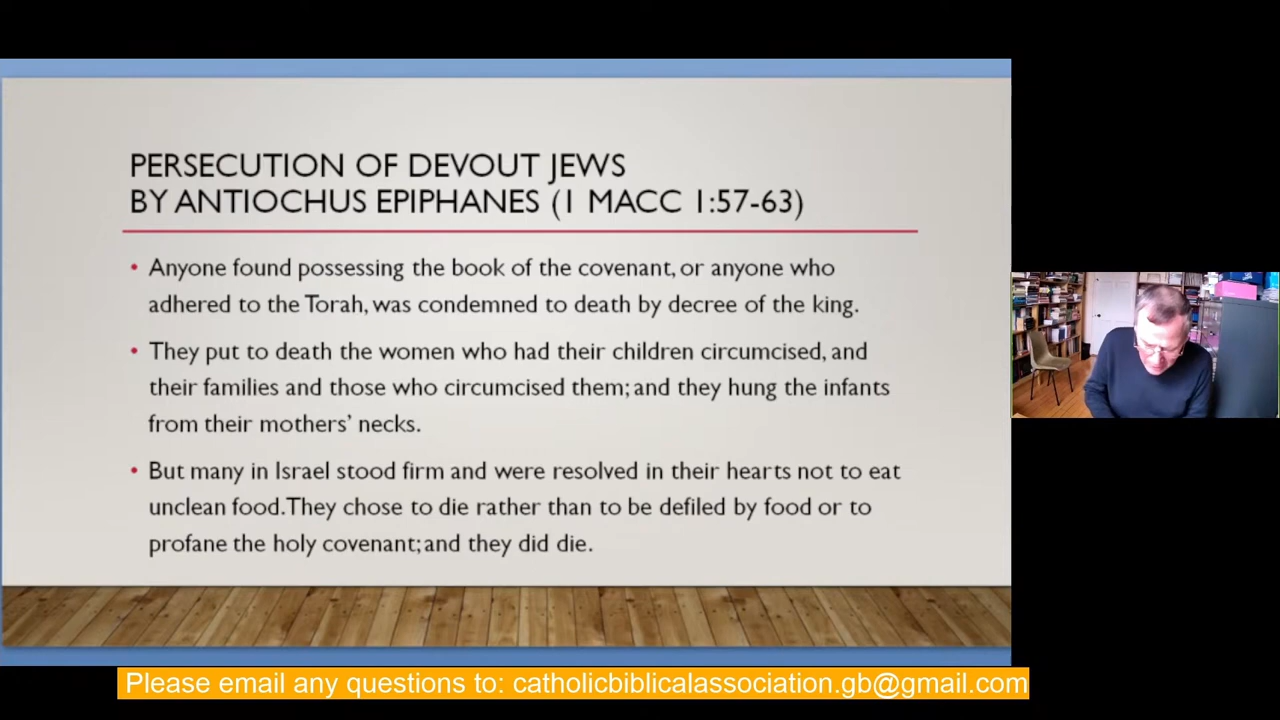 PERSECUTION OF DEVOUT JEWS
BY ANTIOCHUS EPIPHANES (1 MACC 1:57-63)
• Anyone found possessing the book of the covenant, or anyone who
adhered to the Torah, was condemned to death by decree of the king.
• They put to death the women who had their children circumcised, and
their families and those who circumcised them; and they hung the infants
from their mothers’ necks.
• But many in Israel stood firm and were resolved in their hearts not to eat
unclean food. They chose to die rather than to be defiled by food or to
profane the holy covenant; and they did die.
Please email any questions to: catholicbiblicalassociation.gb@gmail.com